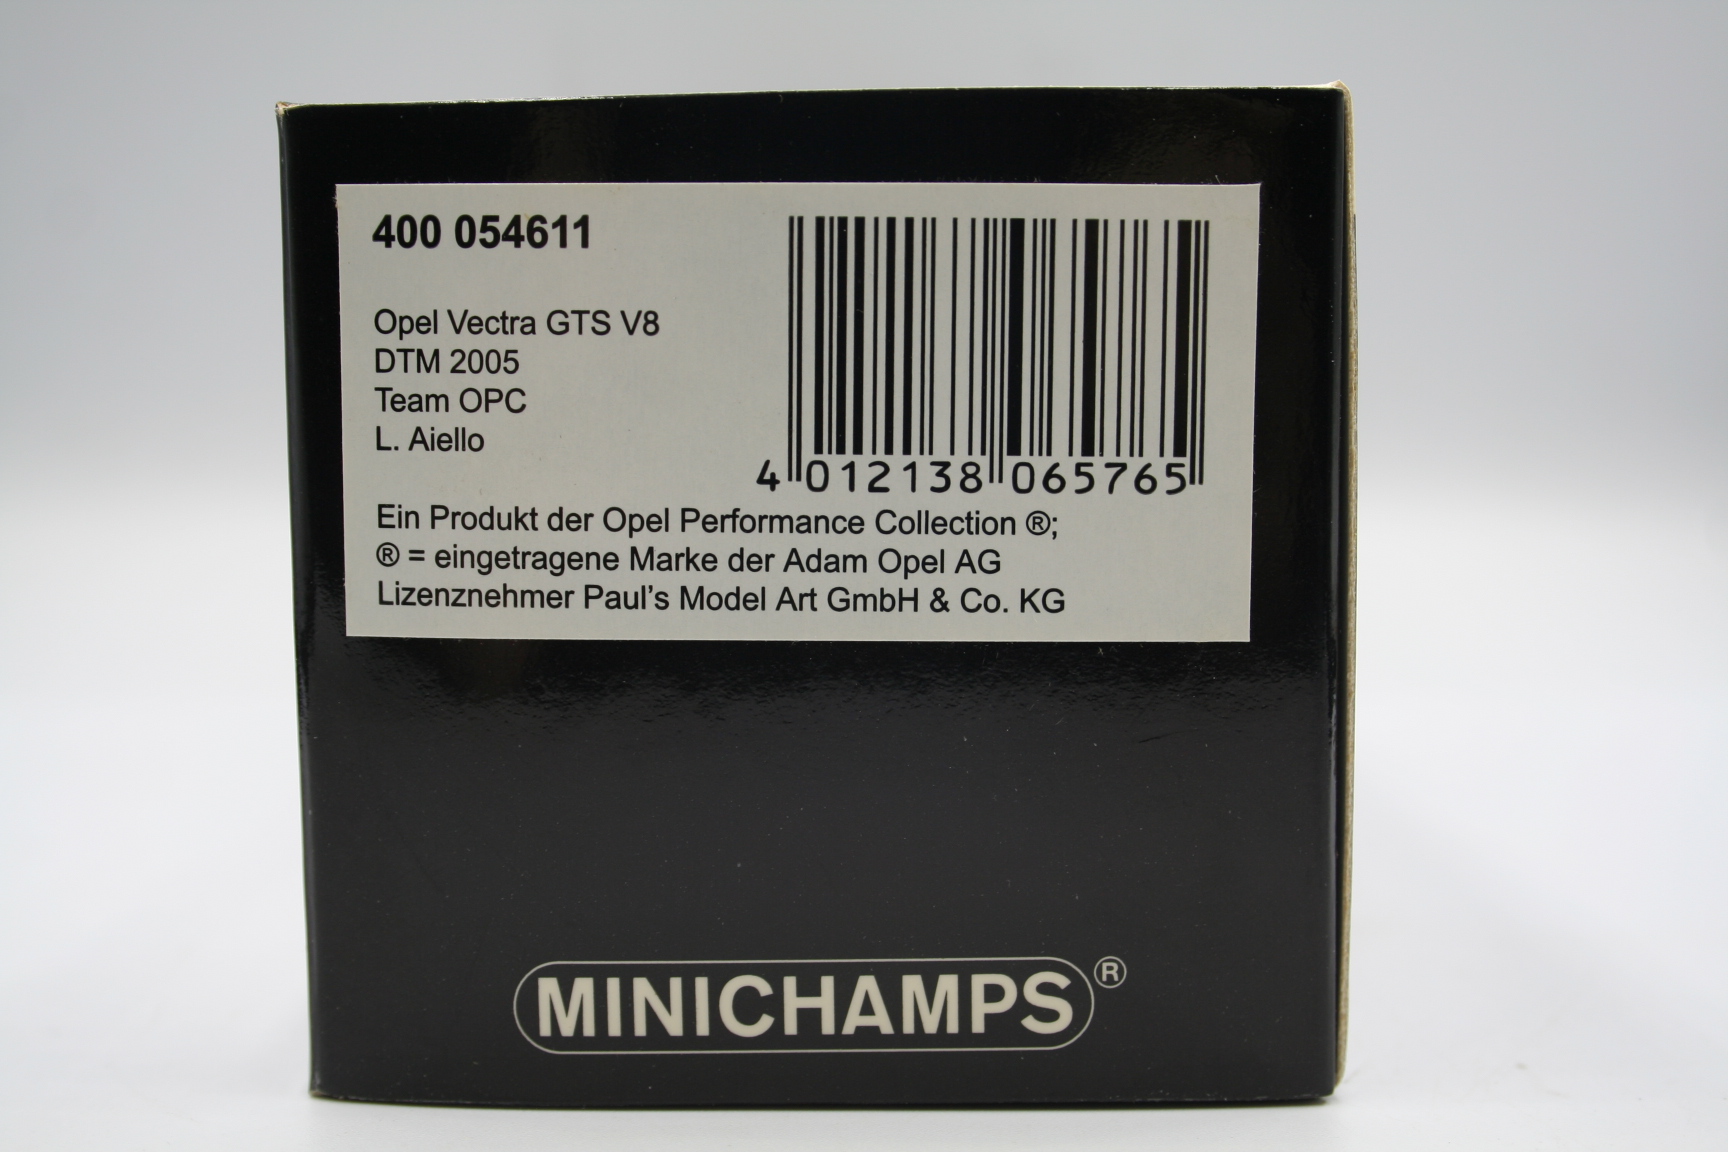 400 054611
Opel Vectra GTS V8
DTM 2005
Team OPC
L. Aiello
4 012138 065765
Ein Produkt der Opel Performance Collection ®;
® = eingetragene Marke der Adam Opel AG
Lizenznehmer Paul's Model Art GmbH & Co. KG
MINICHAMPS®